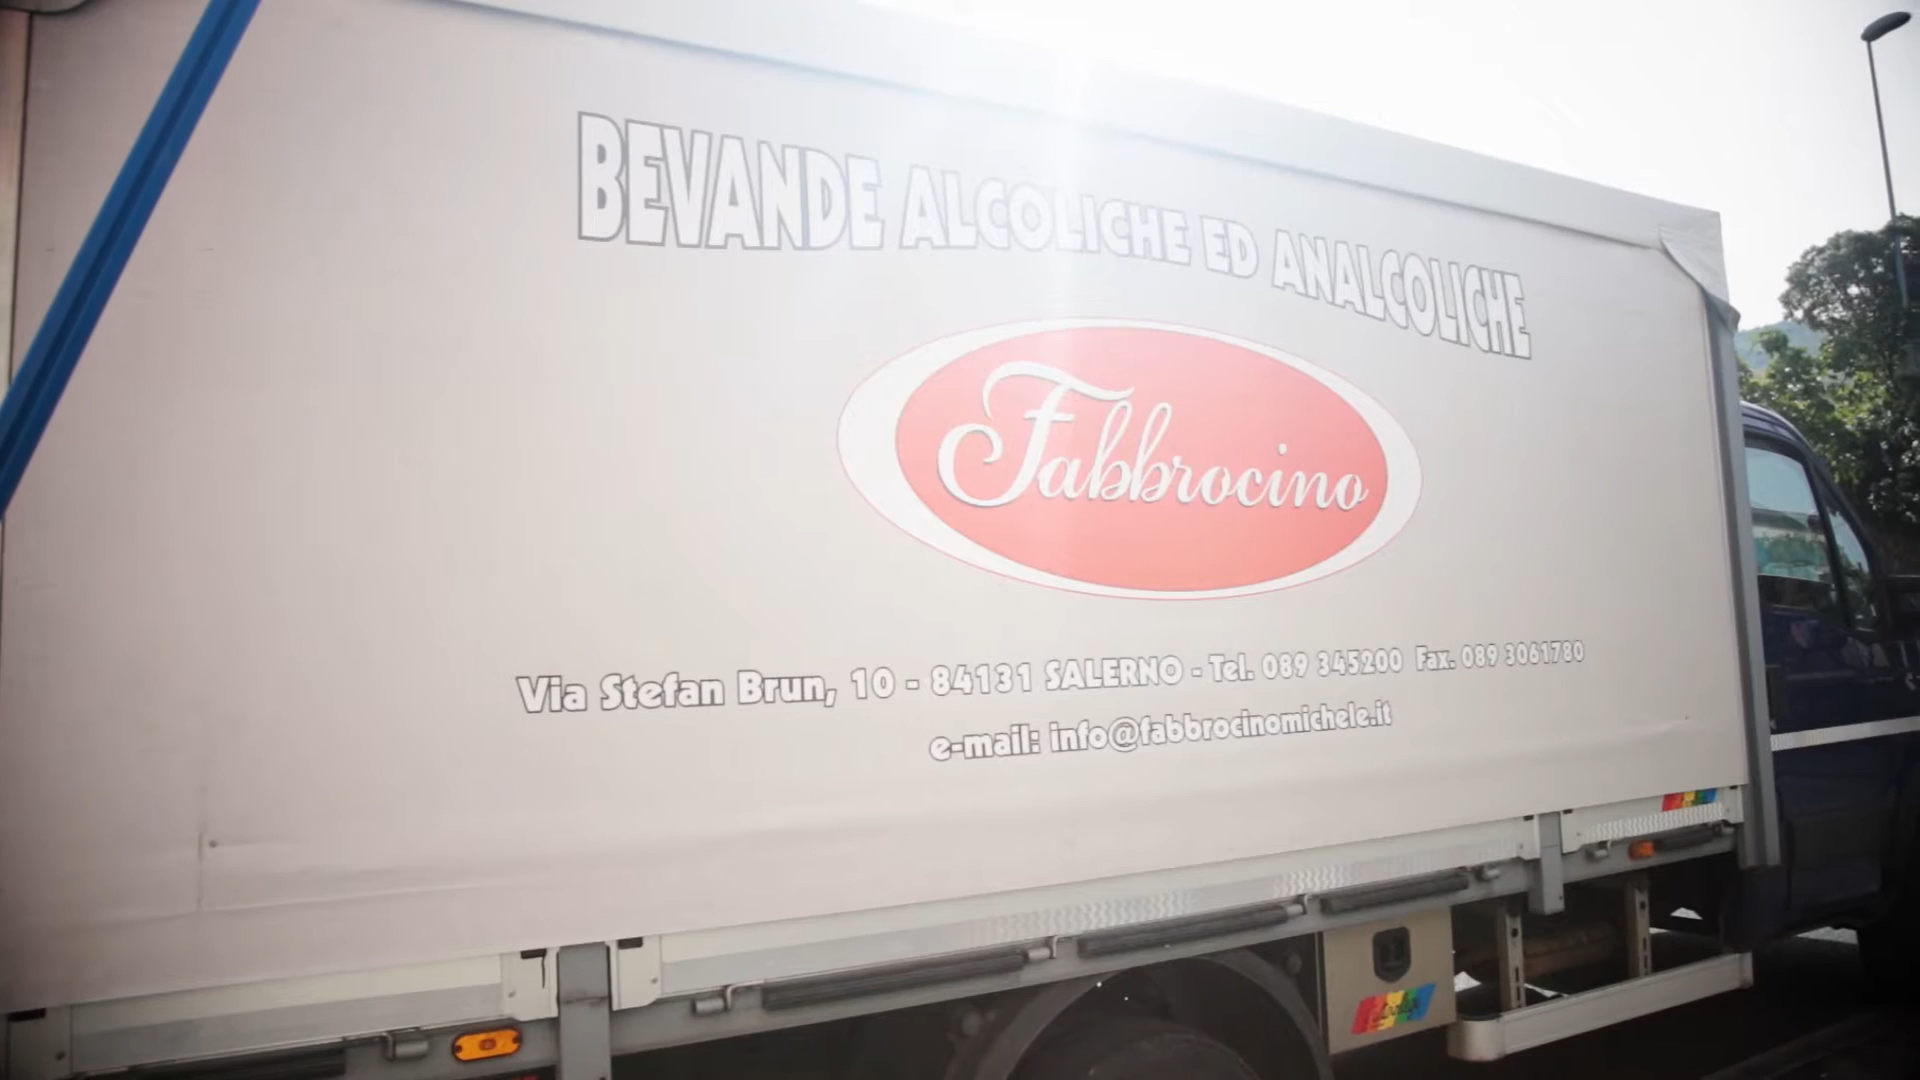 BEVANDE ALCOLICHE ED ANALCOLICHE
Fabbrocino
Via Stefan Brun, 10 - 84131 SALERNO - Tel. 089 345200 Fax. 089 3061780
e-mail: info@fabbrocinomichele.it